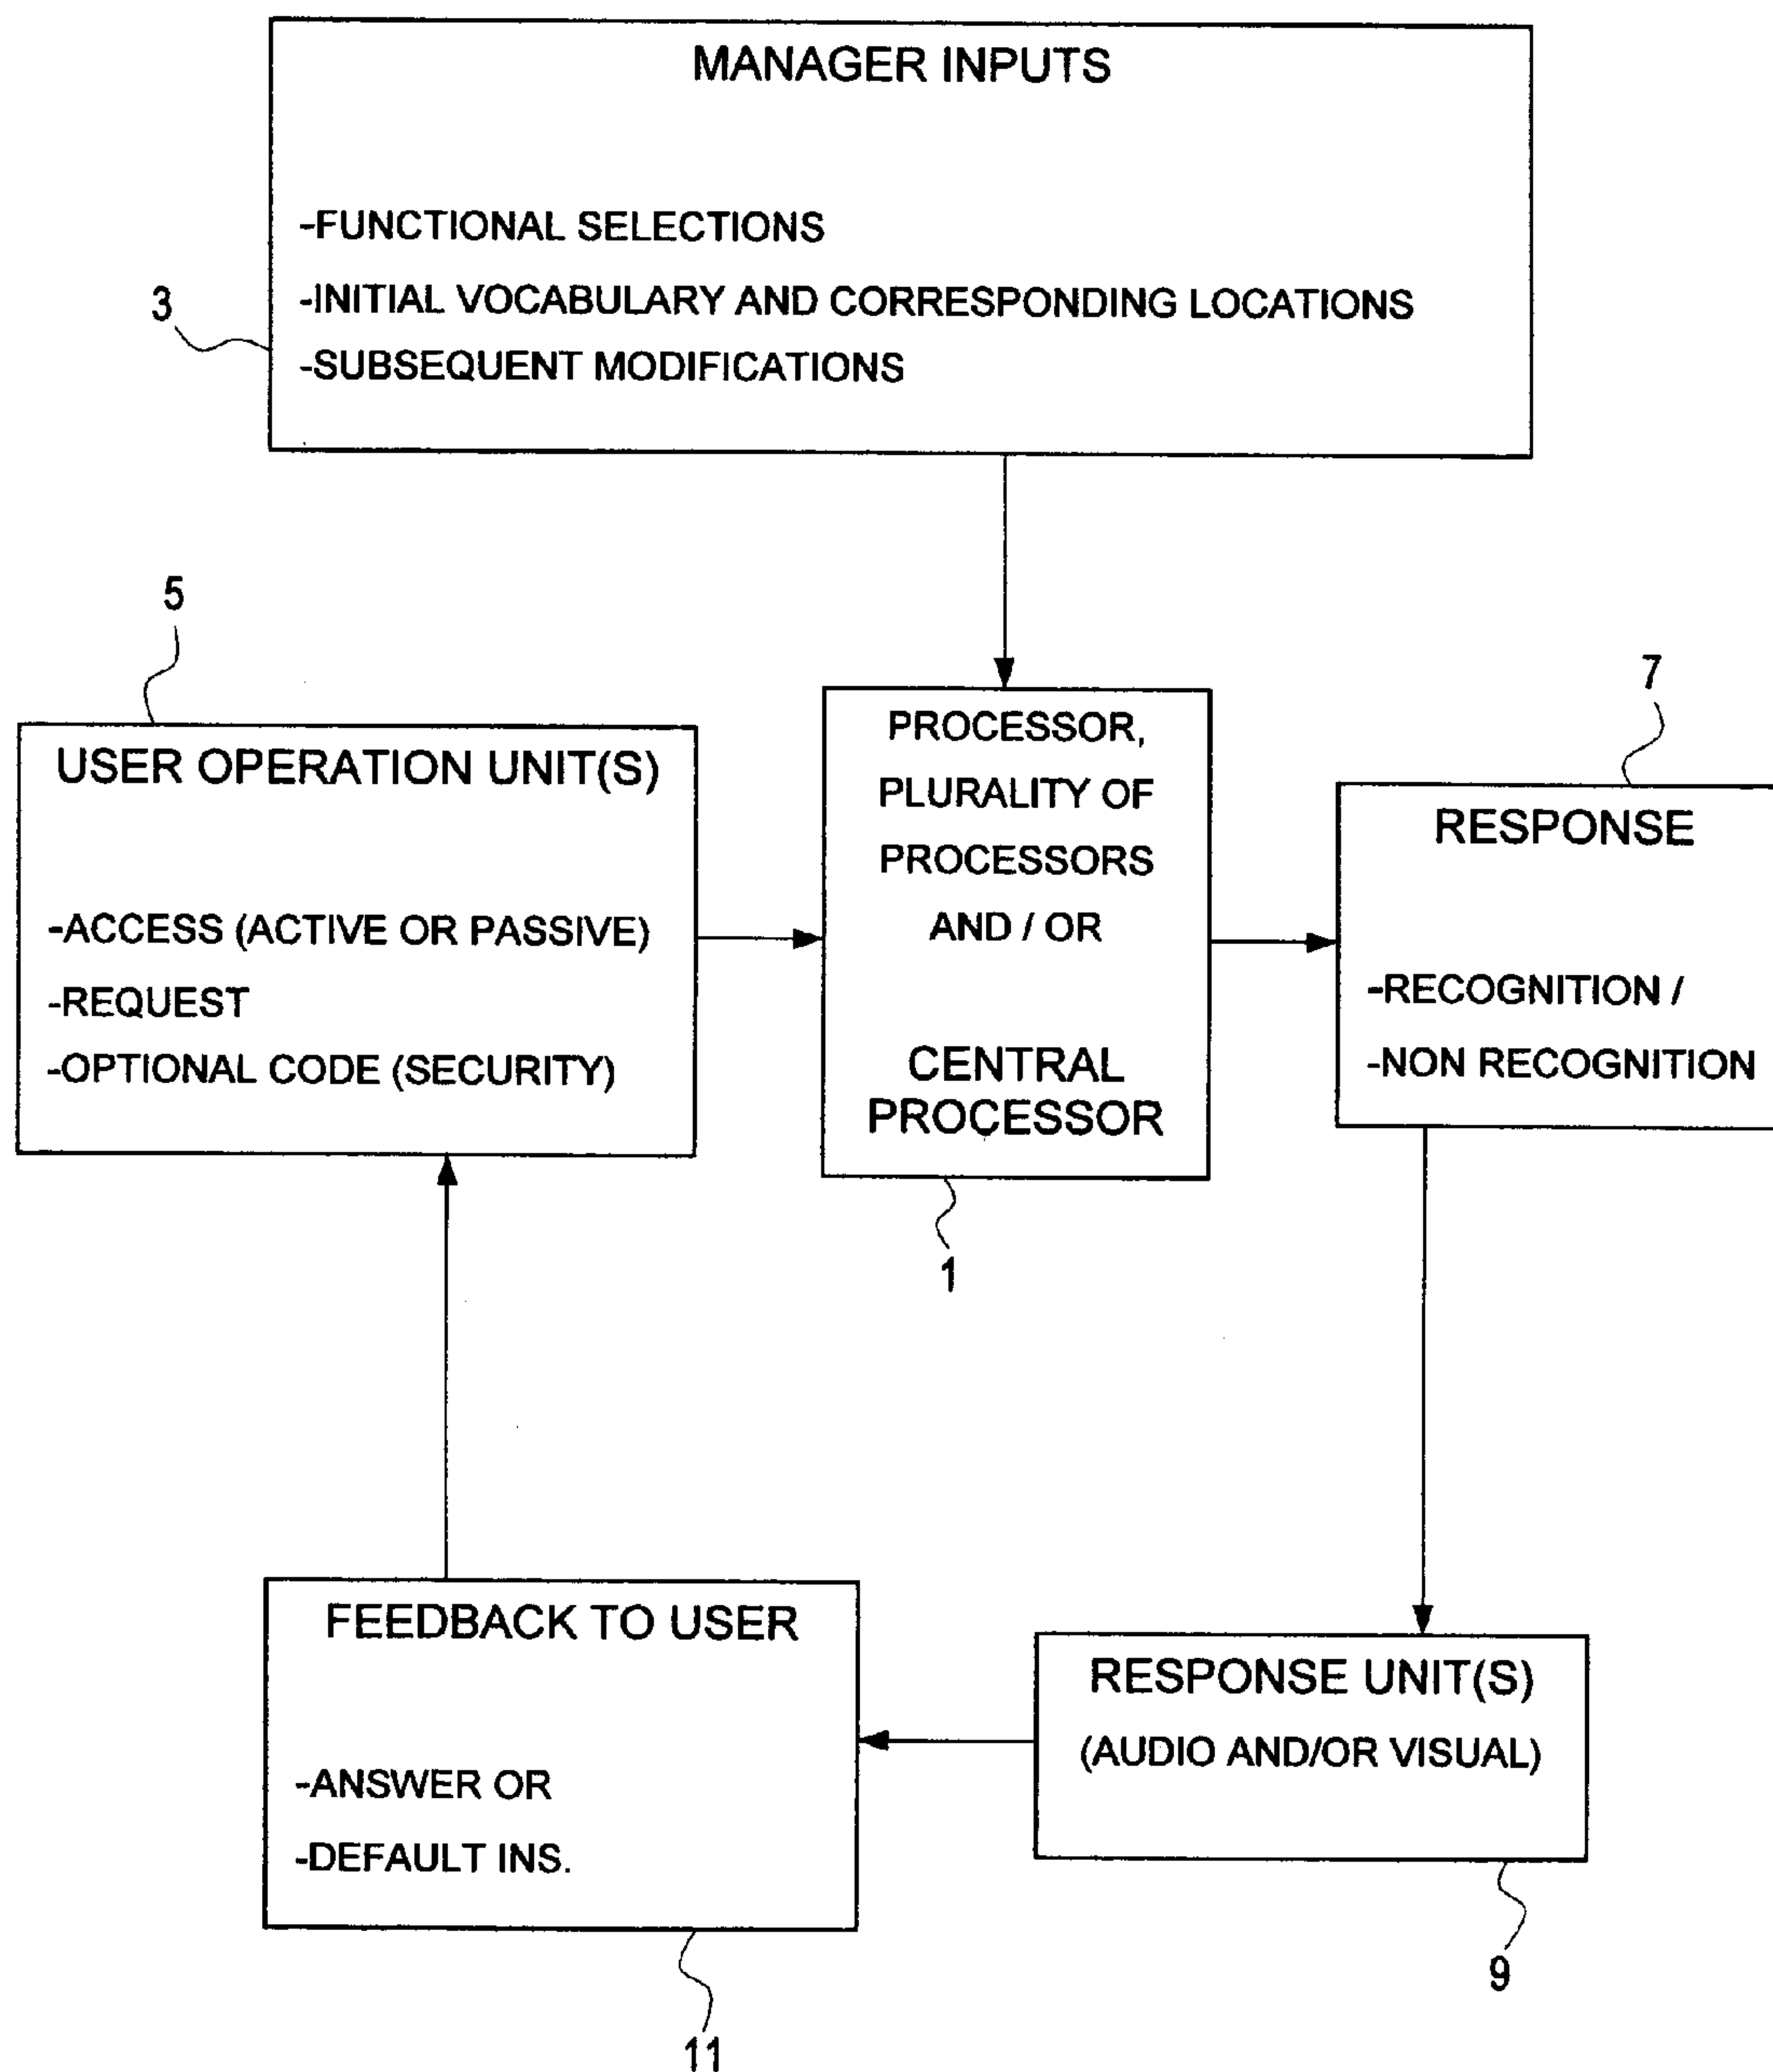 MANAGER INPUTS
-FUNCTIONAL SELECTIONS
-INITIAL VOCABULARY AND CORRESPONDING LOCATIONS
-SUBSEQUENT MODIFICATIONS
3
5
USER OPERATION UNIT(S)
-ACCESS (ACTIVE OR PASSIVE)
-REQUEST
-OPTIONAL CODE (SECURITY)
PROCESSOR,
PLURALITY OF
PROCESSORS
AND / OR
CENTRAL
PROCESSOR
1
7
RESPONSE
-RECOGNITION /
-NON RECOGNITION
FEEDBACK TO USER
-ANSWER OR
-DEFAULT INS.
11
RESPONSE UNIT(S)
(AUDIO AND/OR VISUAL)
9